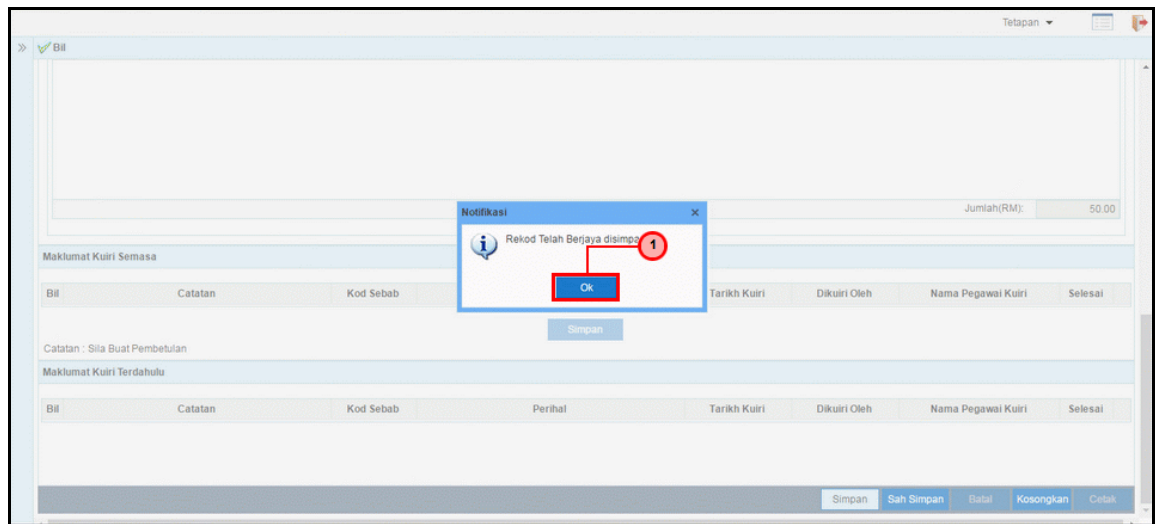 Tetapan
Bil
Jumlah(RM): 50.00
Notifikasi
Rekod Telah Berjaya
1
Ok
Maklumat Kuiri Semasa
Bil Catatan Kod Sebab Tarikh Kuiri Dikuiri Oleh Nama Pegawai Kuiri Selesai
Simpan
Catatan : Sila Buat Pembetulan
Maklumat Kuiri Terdahulu
Bil Catatan Kod Sebab Perihal Tarikh Kuiri Dikuiri Oleh Nama Pegawai Kuiri Selesai
Simpan Sah Simpan Batal Kosongkan Cetak